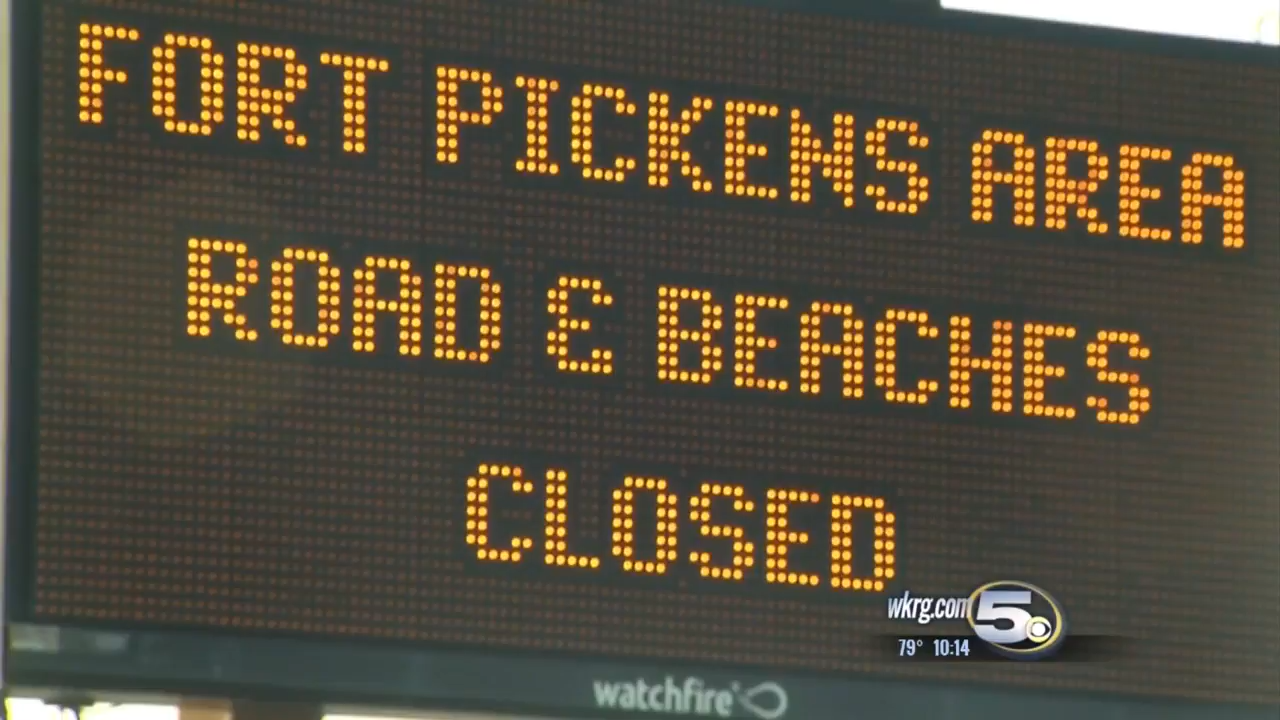 FORT PICKENS AREA
ROAD & BEACHES
CLOSED
wkrg.com 5
79° 10:14
watchfire